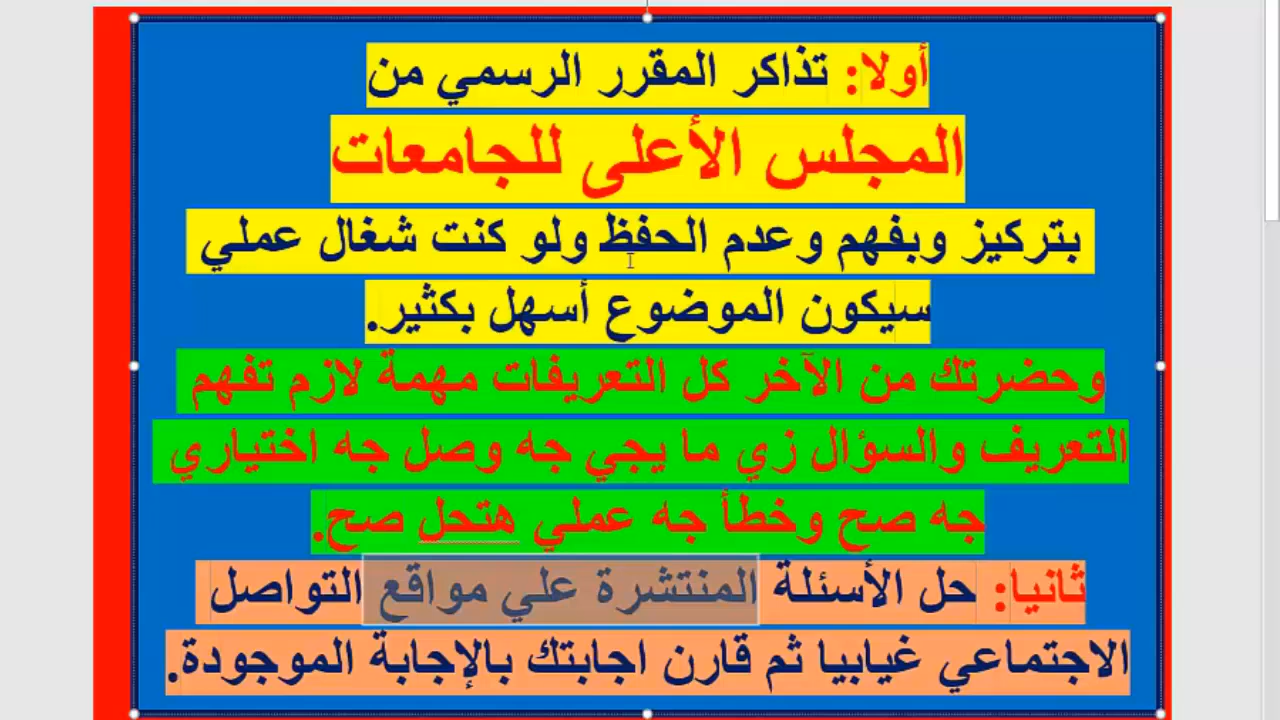 أولا: تذاكر المقرر الرسمي من
المجلس الأعلى للجامعات
بتركيز وبفهم وعدم الحفظ ولو كنت شغال عملي
سيكون الموضوع أسهل بكثير.
وحضرتك من الآخر كل التعريفات مهمة لازم تفهم
التعريف والسؤال زي ما يجي جه وصل جه اختياري
جه صح وخطأ جه عملي هتحل صح.
ثانيا: حل الأسئلة المنتشرة علي مواقع التواصل
الاجتماعي غيابيا ثم قارن اجابتك بالإجابة الموجودة.